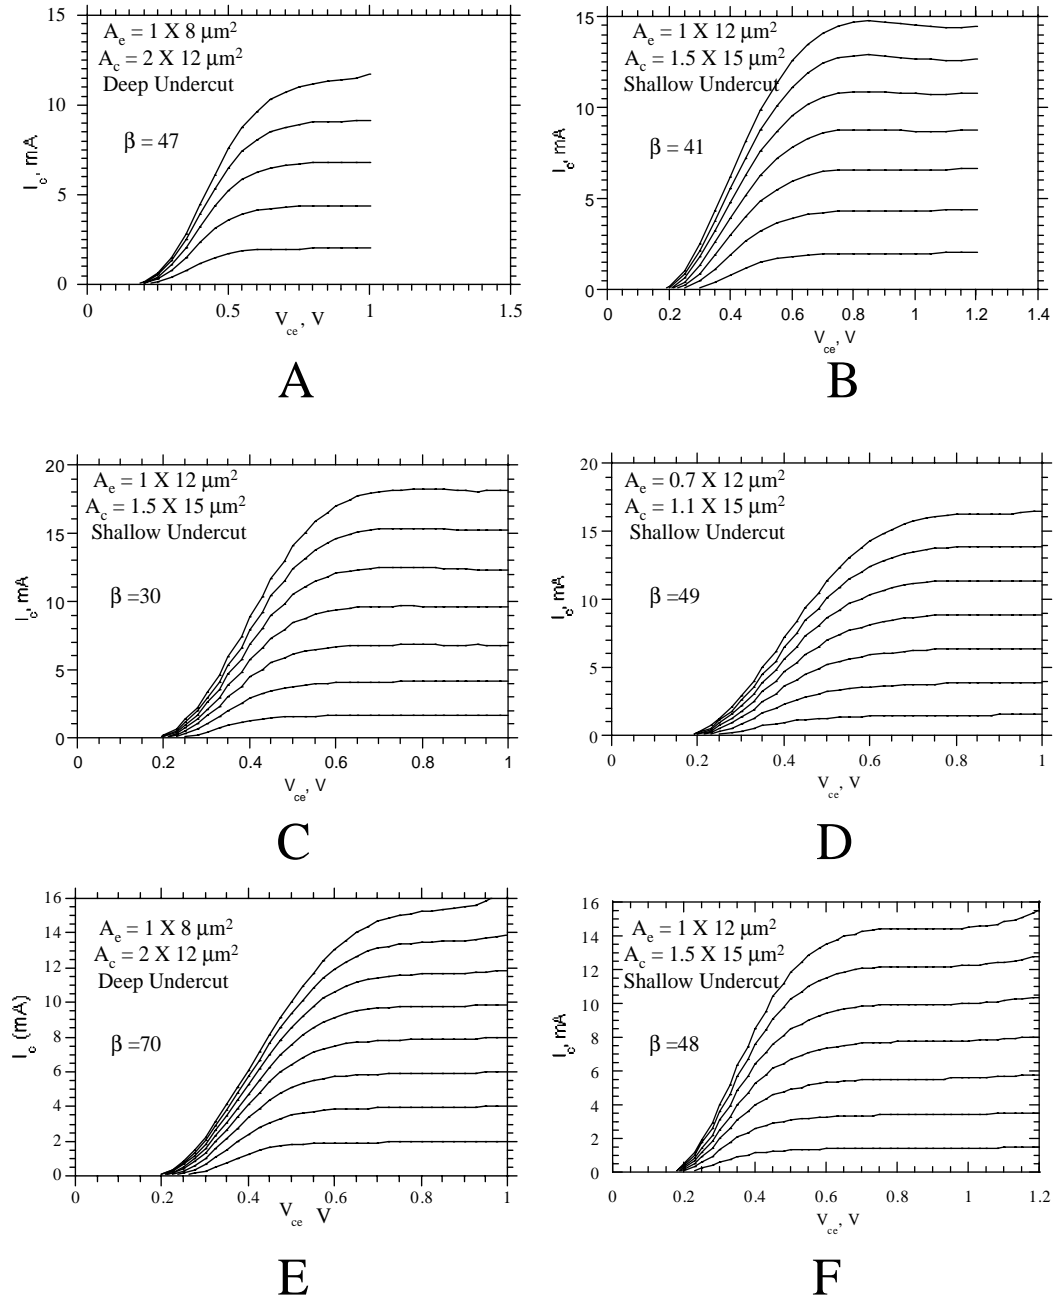 15
10
5
0
I_c, mA
A_e = 1 X 8 μm²
A_c = 2 X 12 μm²
Deep Undercut
β = 47
0 0.5 1 1.5
V_ce, V
A
15
10
5
0
I_c, mA
A_e = 1 X 12 μm²
A_c = 1.5 X 15 μm²
Shallow Undercut
β = 41
0 0.2 0.4 0.6 0.8 1 1.2 1.4
V_ce, V
B
20
15
10
5
0
I_c, mA
A_e = 1 X 12 μm²
A_c = 1.5 X 15 μm²
Shallow Undercut
β =30
0 0.2 0.4 0.6 0.8 1
V_ce, V
C
20
15
10
5
0
I_c, mA
A_e = 0.7 X 12 μm²
A_c = 1.1 X 15 μm²
Shallow Undercut
β =49
0 0.2 0.4 0.6 0.8 1
V_ce, V
D
16
14
12
10
8
6
4
2
0
I_c (mA)
A_e = 1 X 8 μm²
A_c = 2 X 12 μm²
Deep Undercut
β =70
0 0.2 0.4 0.6 0.8 1
V_ce V
E
16
14
12
10
8
6
4
2
0
I_c, mA
A_e = 1 X 12 μm²
A_c = 1.5 X 15 μm²
Shallow Undercut
β =48
0 0.2 0.4 0.6 0.8 1 1.2
V_ce, V
F